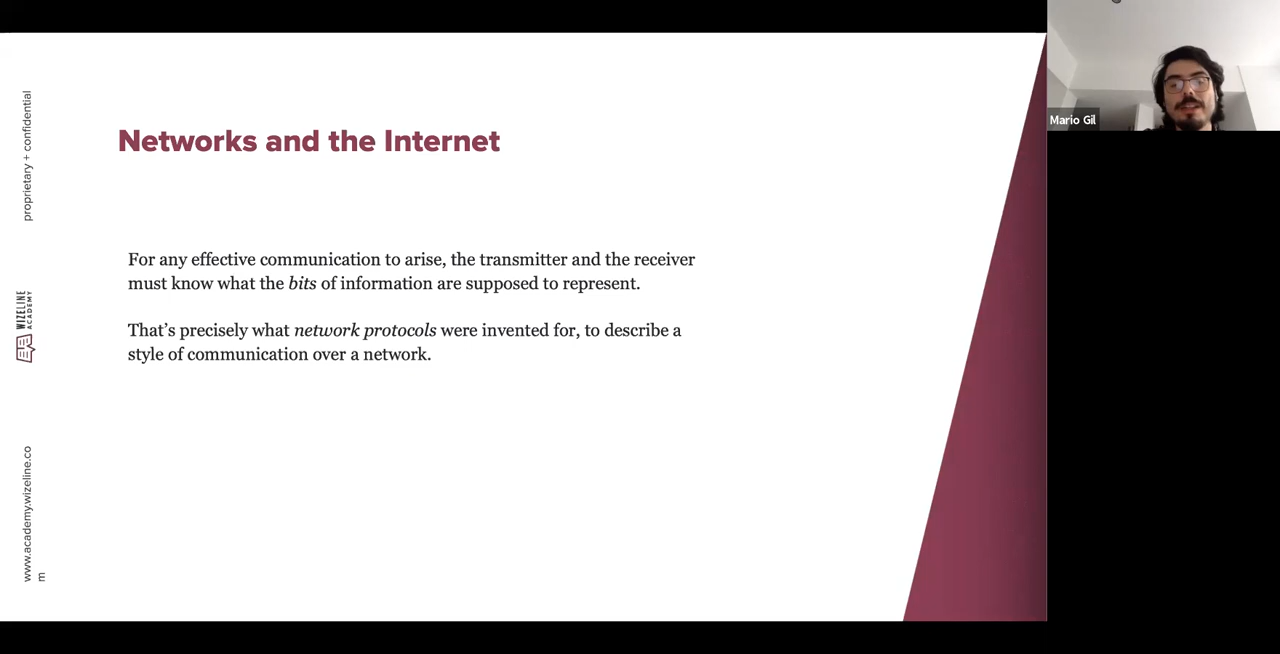 Networks and the Internet
For any effective communication to arise, the transmitter and the receiver
must know what the bits of information are supposed to represent.
That’s precisely what network protocols were invented for, to describe a
style of communication over a network.
proprietary + confidential
WIZELINE
ACADEMY
www.academy.wizeline.co
m
Mario Gil